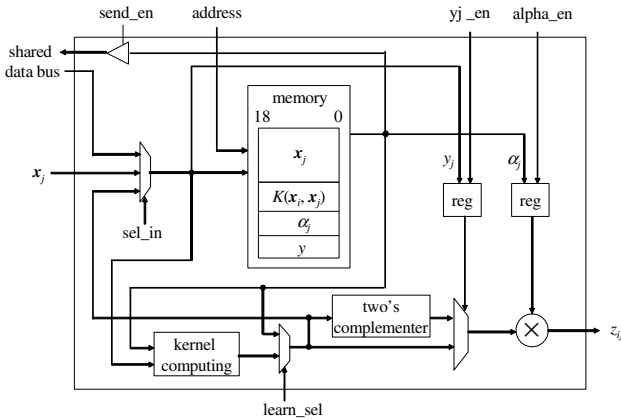 send_en
address
yj _en
alpha_en
shared
data bus
memory
18 0
x_j
x_j
y_j
α_j
K(x_i, x_j)
reg
reg
α_j
y
sel_in
two's
complementer
kernel
computing
×
z_ij
learn_sel